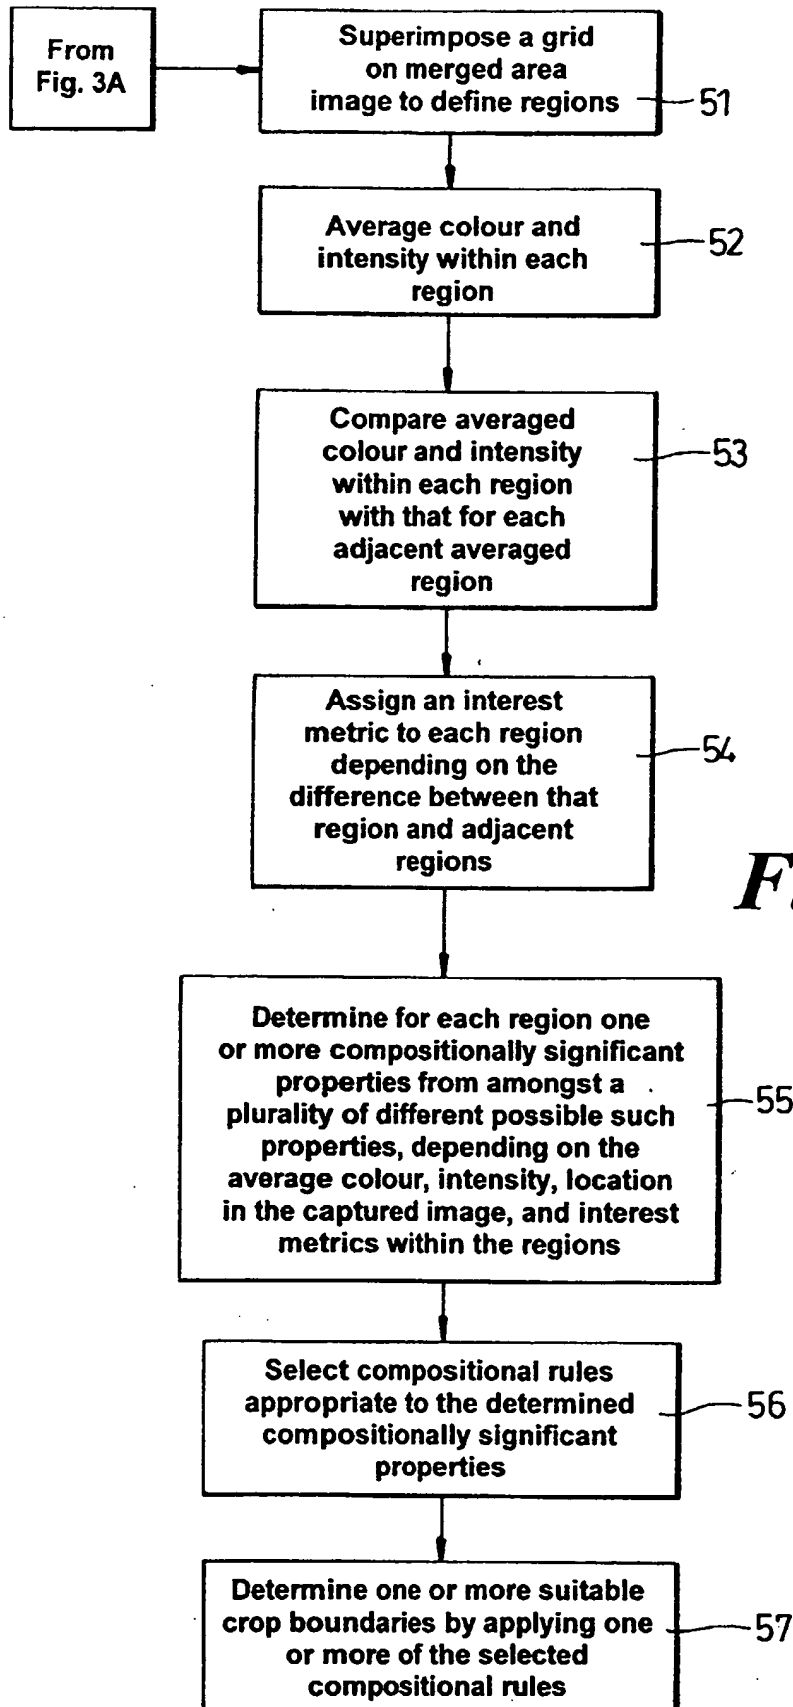 From
Fig. 3A
Superimpose a grid
on merged area
image to define regions
51
Average colour and
intensity within each
region
52
Compare averaged
colour and intensity
within each region
with that for each
adjacent averaged
region
53
Assign an interest
metric to each region
depending on the
difference between that
region and adjacent
regions
54
Determine for each region one
or more compositionally significant
properties from amongst a
plurality of different possible such
properties, depending on the
average colour, intensity, location
in the captured image, and interest
metrics within the regions
55
Select compositional rules
appropriate to the determined
compositionally significant
properties
56
Determine one or more suitable
crop boundaries by applying one
or more of the selected
compositional rules
57